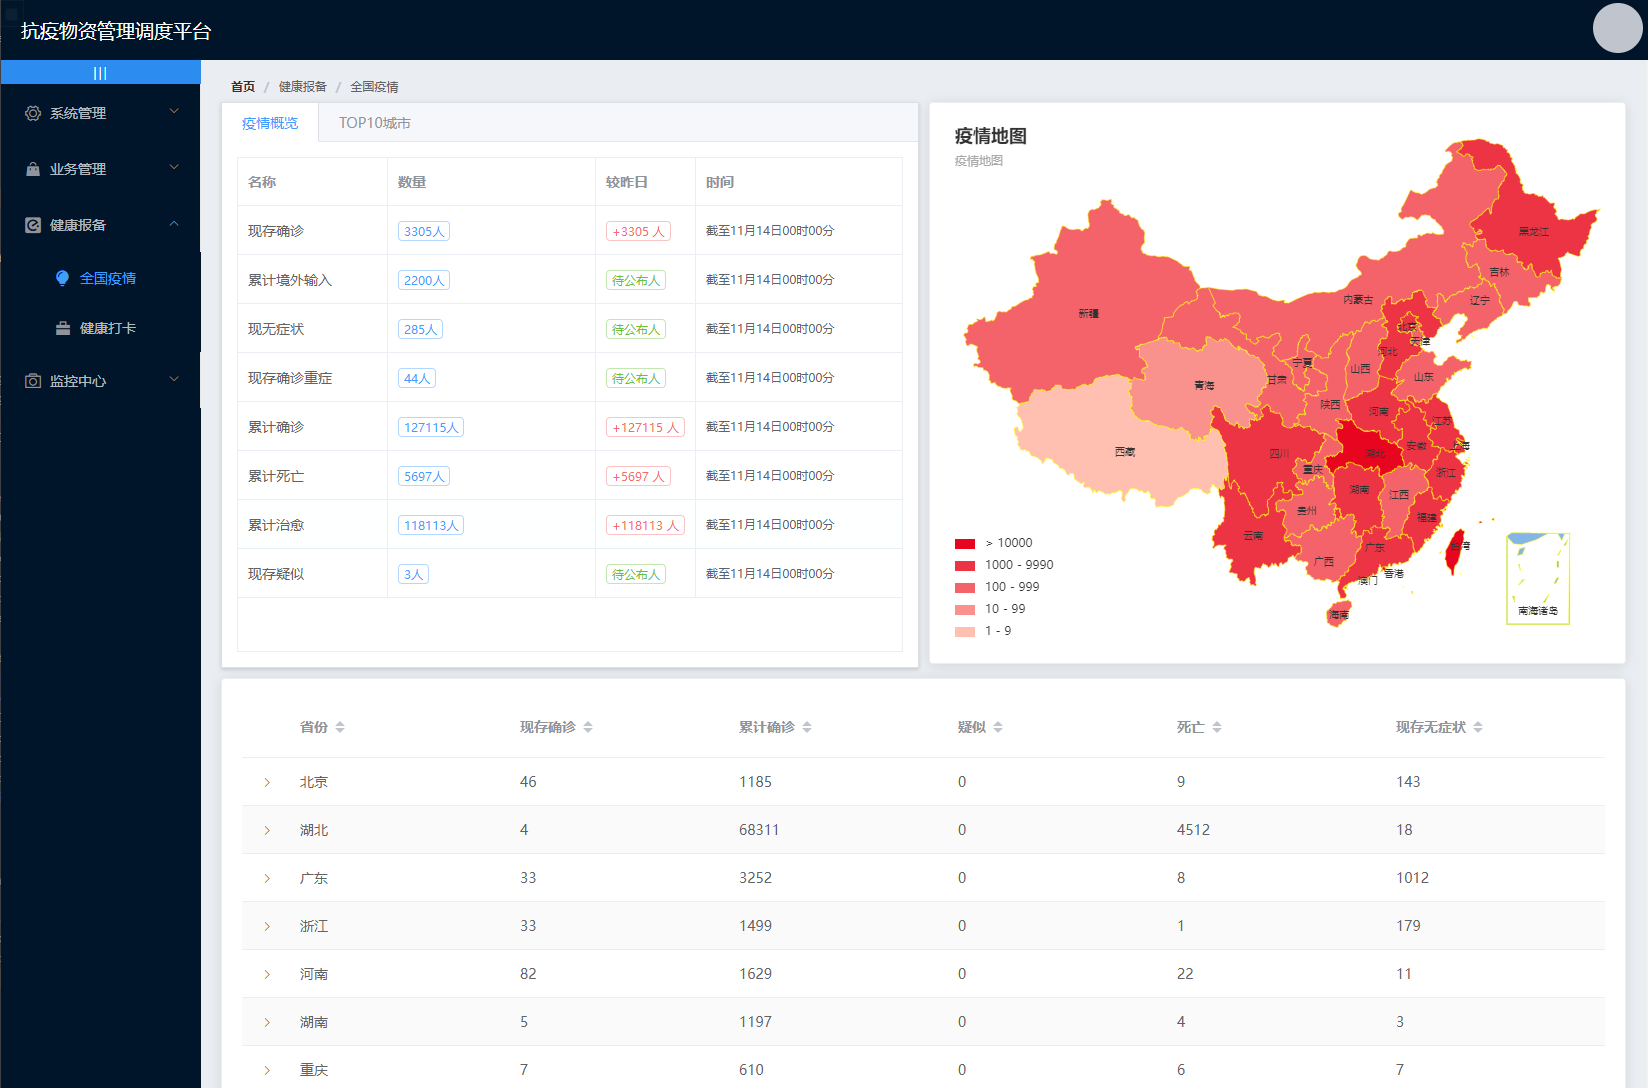 抗疫物资管理调度平台
系统管理
业务管理
健康报备
全国疫情
健康打卡
监控中心
首页 / 健康报备 / 全国疫情
疫情概览 TOP10城市
名称 数量 较昨日 时间
现存确诊 3305人 +3305 人 截至11月14日00时00分
累计境外输入 2200人 待公布人 截至11月14日00时00分
现无症状 285人 待公布人 截至11月14日00时00分
现存确诊重症 44人 待公布人 截至11月14日00时00分
累计确诊 127115人 +127115 人 截至11月14日00时00分
累计死亡 5697人 +5697 人 截至11月14日00时00分
累计治愈 118113人 +118113 人 截至11月14日00时00分
现存疑似 3人 待公布人 截至11月14日00时00分
疫情地图
疫情地图
黑龙江
吉林
辽宁
内蒙古
新疆
北京
天津
河北
宁夏
山西
山东
甘肃
青海
陕西
河南
江苏
安徽
上海
西藏
四川
湖北
重庆
浙江
湖南
江西
贵州
福建
云南
广东
台湾
广西
香港
澳门
海南
南海诸岛
> 10000
1000 - 9990
100 - 999
10 - 99
1 - 9
省份 现存确诊 累计确诊 疑似 死亡 现存无症状
北京 46 1185 0 9 143
湖北 4 68311 0 4512 18
广东 33 3252 0 8 1012
浙江 33 1499 0 1 179
河南 82 1629 0 22 11
湖南 5 1197 0 4 3
重庆 7 610 0 6 7